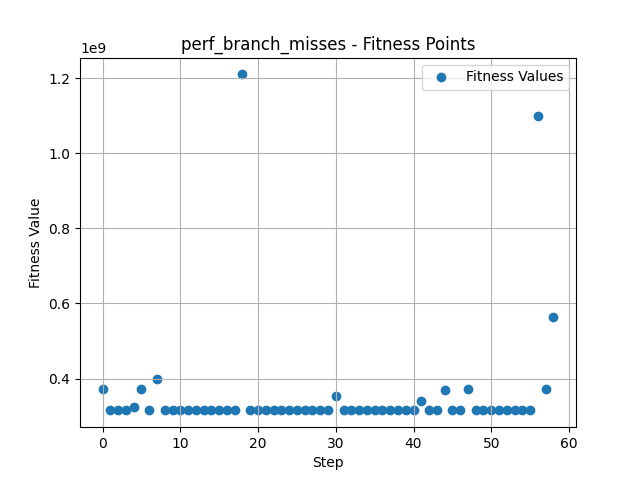 perf_branch_misses - Fitness Points
1e9
Fitness Values
1.2
1.0
0.8
0.6
0.4
Fitness Value
0 10 20 30 40 50 60
Step